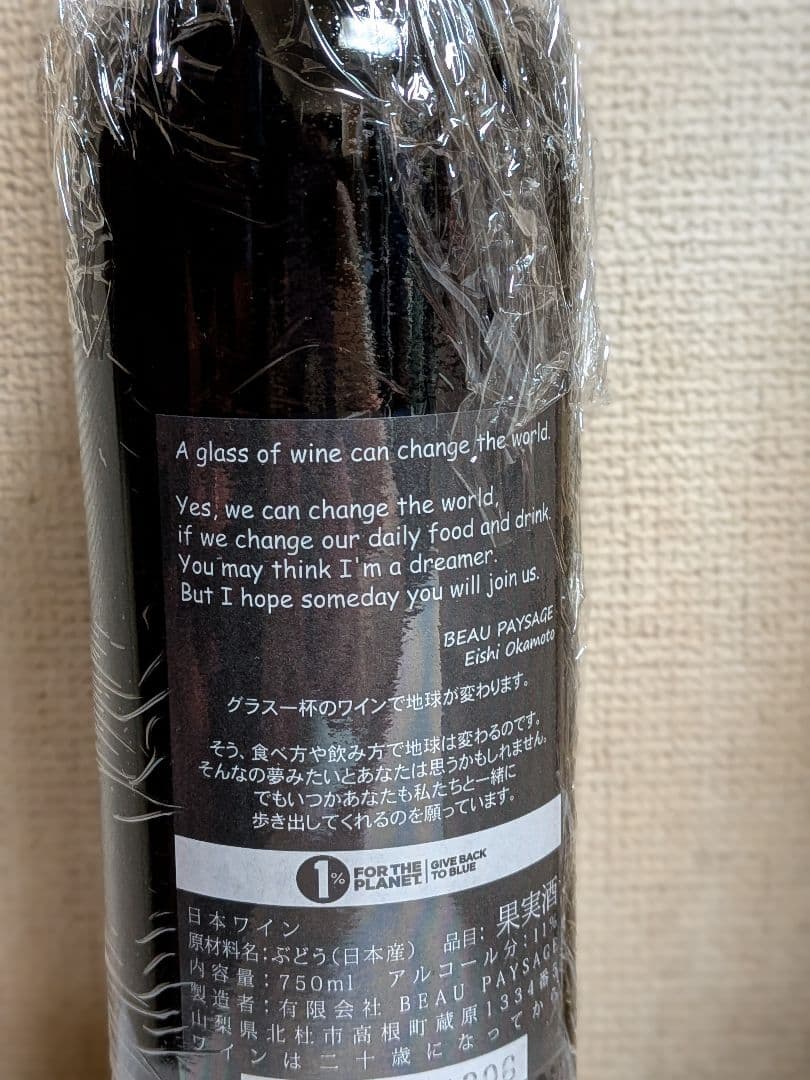 A glass of wine can change the world.
Yes, we can change the world,
if we change our daily food and drink.
You may think I'm a dreamer.
But I hope someday you will join us.
BEAU PAYSAGE
Eishi Okamoto
グラス一杯のワインで地球が変わります。
そう、食べ方や飲み方で地球は変わるのです。
そんなの夢みたいとあなたは思うかもしれません。
でもいつかあなたも私たちと一緒に
歩き出してくれるのを願っています。
1% FOR THE PLANET. GIVE BACK TO BLUE
日本ワイン
原材料名:ぶどう(日本産) 品目:果実酒
内容量:750ml アルコール分:11%
製造者:有限会社 BEAU PAYSAGE
山梨県北杜市高根町蔵原1334番5
ワインは二十歳になってから